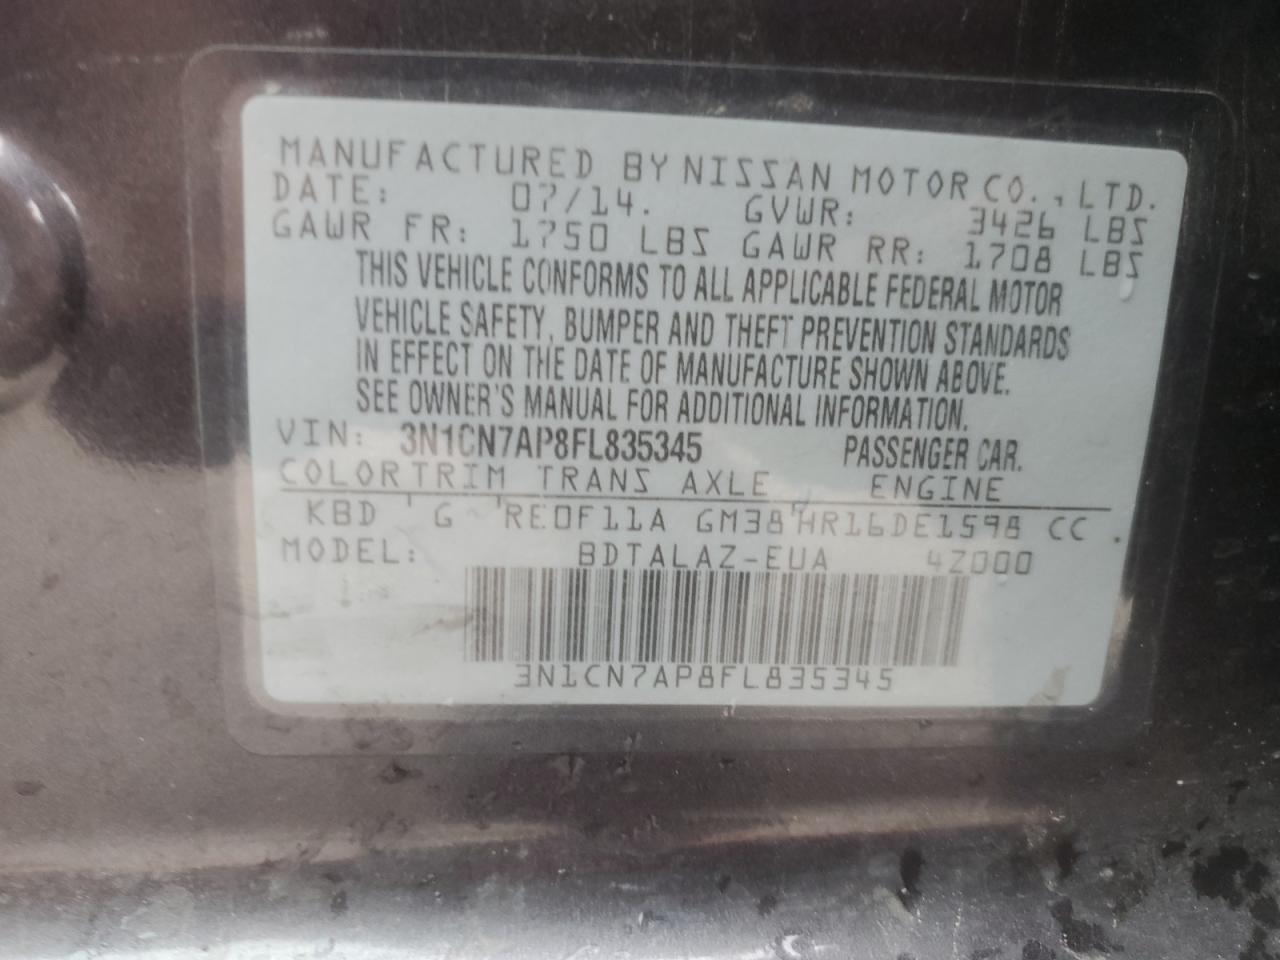 MANUFACTURED BY NISSAN MOTOR CO., LTD.
DATE: 07/14. GVWR: 3426 LBS
GAWR FR: 1750 LBS GAWR RR: 1708 LBS
THIS VEHICLE CONFORMS TO ALL APPLICABLE FEDERAL MOTOR
VEHICLE SAFETY, BUMPER AND THEFT PREVENTION STANDARDS
IN EFFECT ON THE DATE OF MANUFACTURE SHOWN ABOVE.
SEE OWNER'S MANUAL FOR ADDITIONAL INFORMATION.
VIN: 3N1CN7AP8FL835345 PASSENGER CAR.
COLOR TRIM TRANS AXLE ENGINE
KBD ' G ' RE0F11A GM38 ' HR16DE1598 CC .
MODEL: BDTALAZ-EUA 4Z000
3N1CN7AP8FL835345